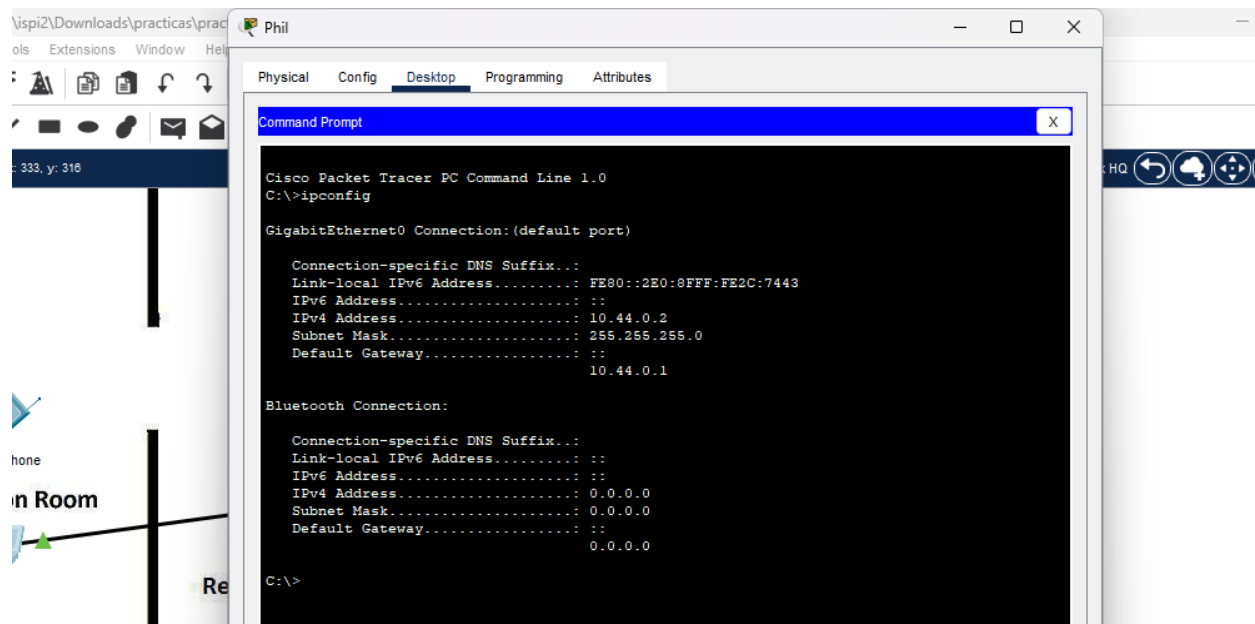 \ispi2\Downloads\practicas\prac
Phil
ols Extensions Window Help
Physical Config Desktop Programming Attributes
Command Prompt X
: 333, y: 316
HQ
Cisco Packet Tracer PC Command Line 1.0
C:\>ipconfig
GigabitEthernet0 Connection:(default port)
Connection-specific DNS Suffix..:
Link-local IPv6 Address.........: FE80::2E0:8FFF:FE2C:7443
IPv6 Address....................: ::
IPv4 Address....................: 10.44.0.2
Subnet Mask.....................: 255.255.255.0
Default Gateway.................: ::
10.44.0.1
Bluetooth Connection:
Connection-specific DNS Suffix..:
Link-local IPv6 Address.........: ::
IPv6 Address....................: ::
IPv4 Address....................: 0.0.0.0
Subnet Mask.....................: 0.0.0.0
Default Gateway.................: ::
0.0.0.0
C:\>
hone
n Room
Re